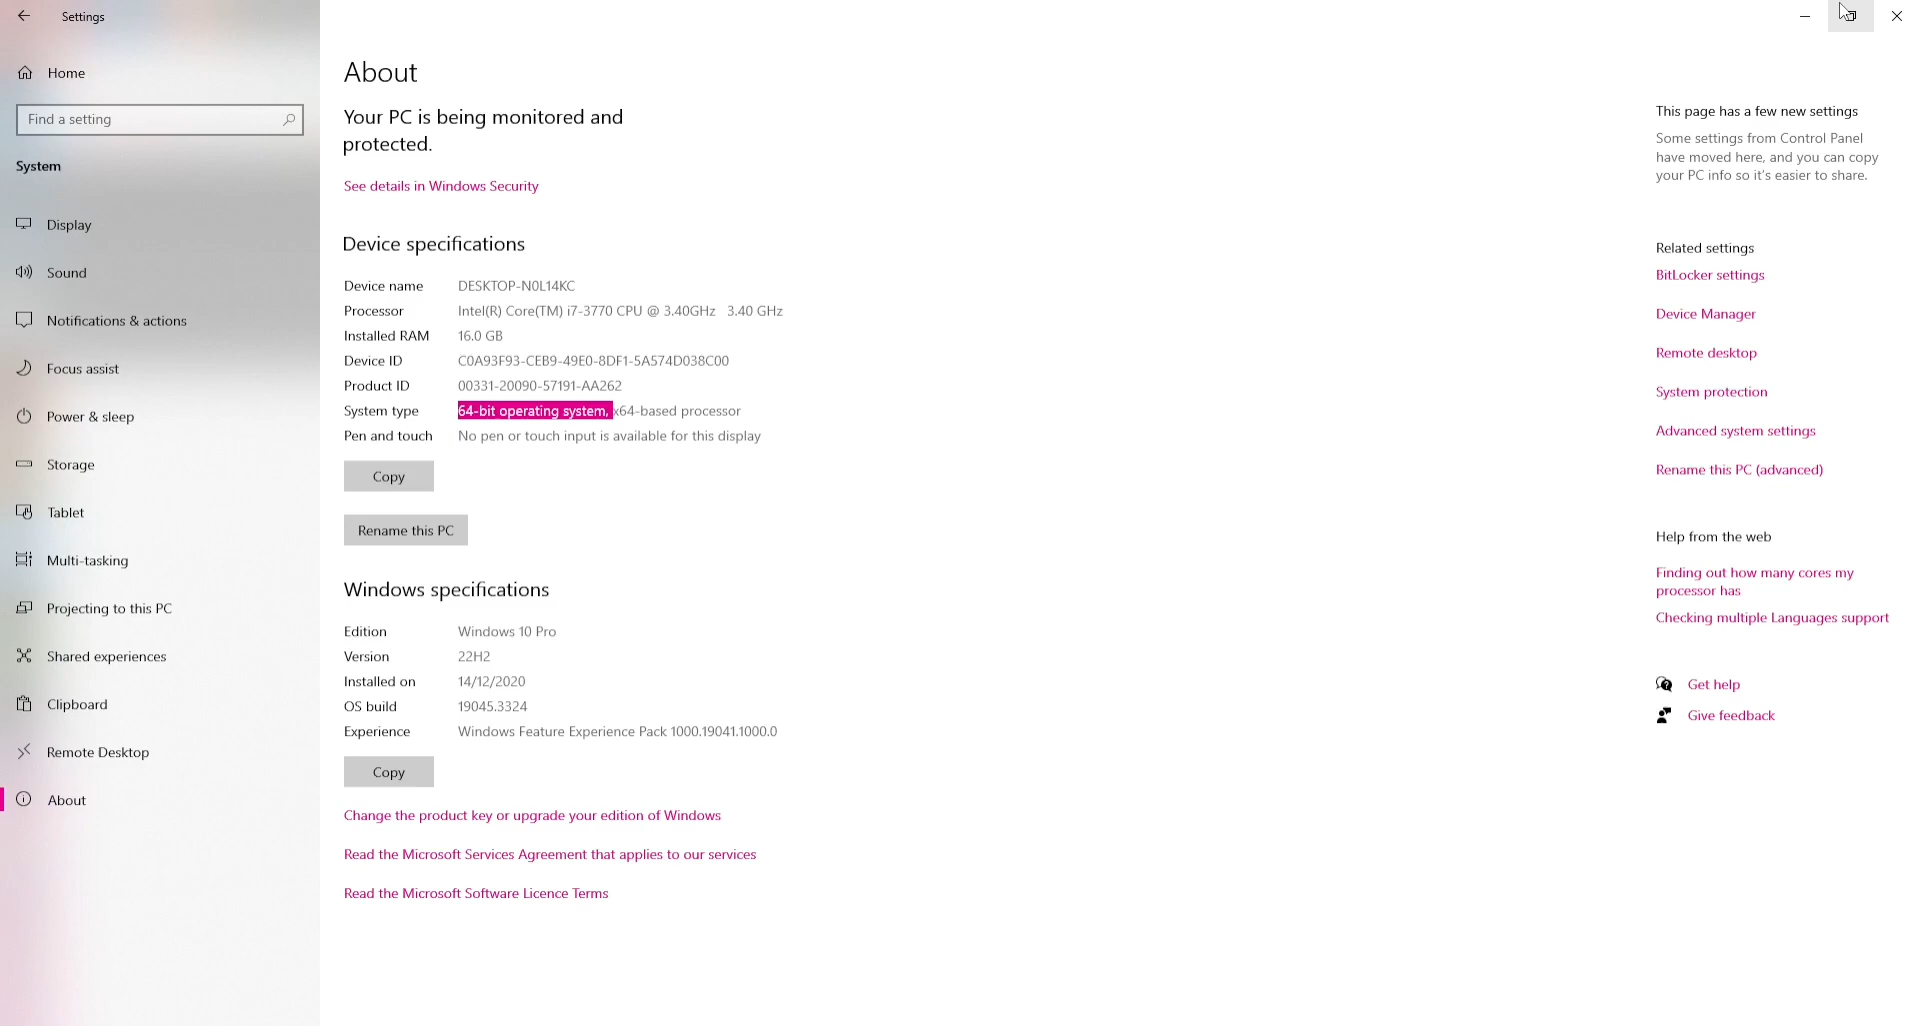 Settings
Home
Find a setting
System
Display
Sound
Notifications & actions
Focus assist
Power & sleep
Storage
Tablet
Multi-tasking
Projecting to this PC
Shared experiences
Clipboard
Remote Desktop
About
About
Your PC is being monitored and
protected.
See details in Windows Security
Device specifications
Device name DESKTOP-N0L14KC
Processor Intel(R) Core(TM) i7-3770 CPU @ 3.40GHz 3.40 GHz
Installed RAM 16.0 GB
Device ID C0A93F93-CEB9-49E0-8DF1-5A574D038C00
Product ID 00331-20090-57191-AA262
System type 64-bit operating system, x64-based processor
Pen and touch No pen or touch input is available for this display
Copy
Rename this PC
Windows specifications
Edition Windows 10 Pro
Version 22H2
Installed on 14/12/2020
OS build 19045.3324
Experience Windows Feature Experience Pack 1000.19041.1000.0
Copy
Change the product key or upgrade your edition of Windows
Read the Microsoft Services Agreement that applies to our services
Read the Microsoft Software Licence Terms
This page has a few new settings
Some settings from Control Panel
have moved here, and you can copy
your PC info so it's easier to share.
Related settings
BitLocker settings
Device Manager
Remote desktop
System protection
Advanced system settings
Rename this PC (advanced)
Help from the web
Finding out how many cores my
processor has
Checking multiple Languages support
Get help
Give feedback